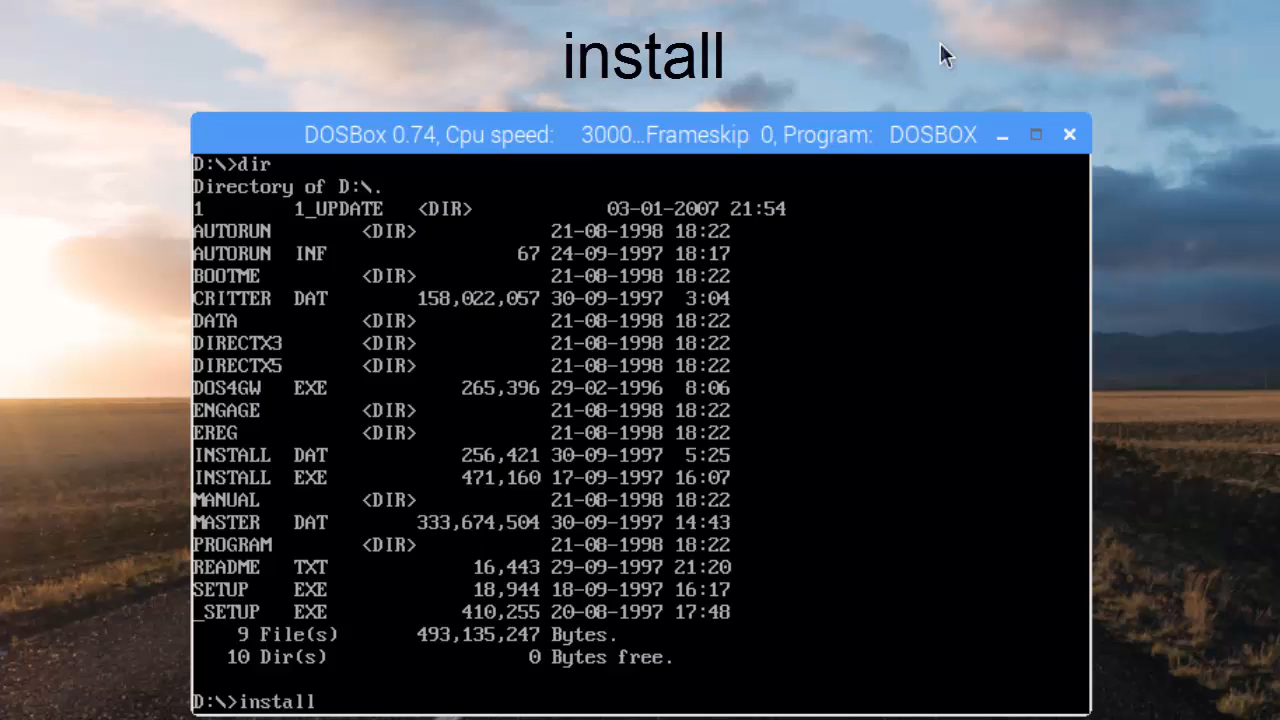 install
DOSBox 0.74, Cpu speed: 3000...Frameskip 0, Program: DOSBOX
D:\>dir
Directory of D:\.
1 1_UPDATE <DIR> 03-01-2007 21:54
AUTORUN <DIR> 21-08-1998 18:22
AUTORUN INF 67 24-09-1997 18:17
BOOTME <DIR> 21-08-1998 18:22
CRITTER DAT 158,022,057 30-09-1997 3:04
DATA <DIR> 21-08-1998 18:22
DIRECTX3 <DIR> 21-08-1998 18:22
DIRECTX5 <DIR> 21-08-1998 18:22
DOS4GW EXE 265,396 29-02-1996 8:06
ENGAGE <DIR> 21-08-1998 18:22
EREG <DIR> 21-08-1998 18:22
INSTALL DAT 256,421 30-09-1997 5:25
INSTALL EXE 471,160 17-09-1997 16:07
MANUAL <DIR> 21-08-1998 18:22
MASTER DAT 333,674,504 30-09-1997 14:43
PROGRAM <DIR> 21-08-1998 18:22
README TXT 16,443 29-09-1997 21:20
SETUP EXE 18,944 18-09-1997 16:17
_SETUP EXE 410,255 20-08-1997 17:48
9 File(s) 493,135,247 Bytes.
10 Dir(s) 0 Bytes free.
D:\>install